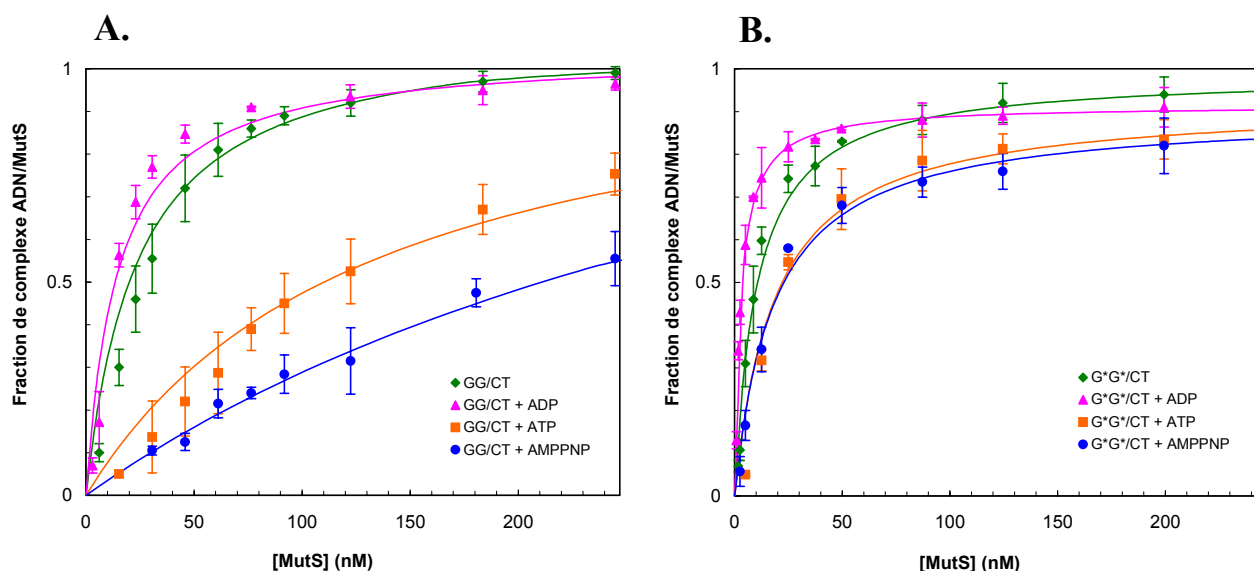 A.
B.
Fraction de complexe ADN/MutS
1
0.5
0
0
50
100
150
200
[MutS] (nM)
GG/CT
GG/CT + ADP
GG/CT + ATP
GG/CT + AMPPNP
Fraction de complexe ADN/MutS
1
0.5
0
0
50
100
150
200
[MutS] (nM)
G*G*/CT
G*G*/CT + ADP
G*G*/CT + ATP
G*G*/CT + AMPPNP